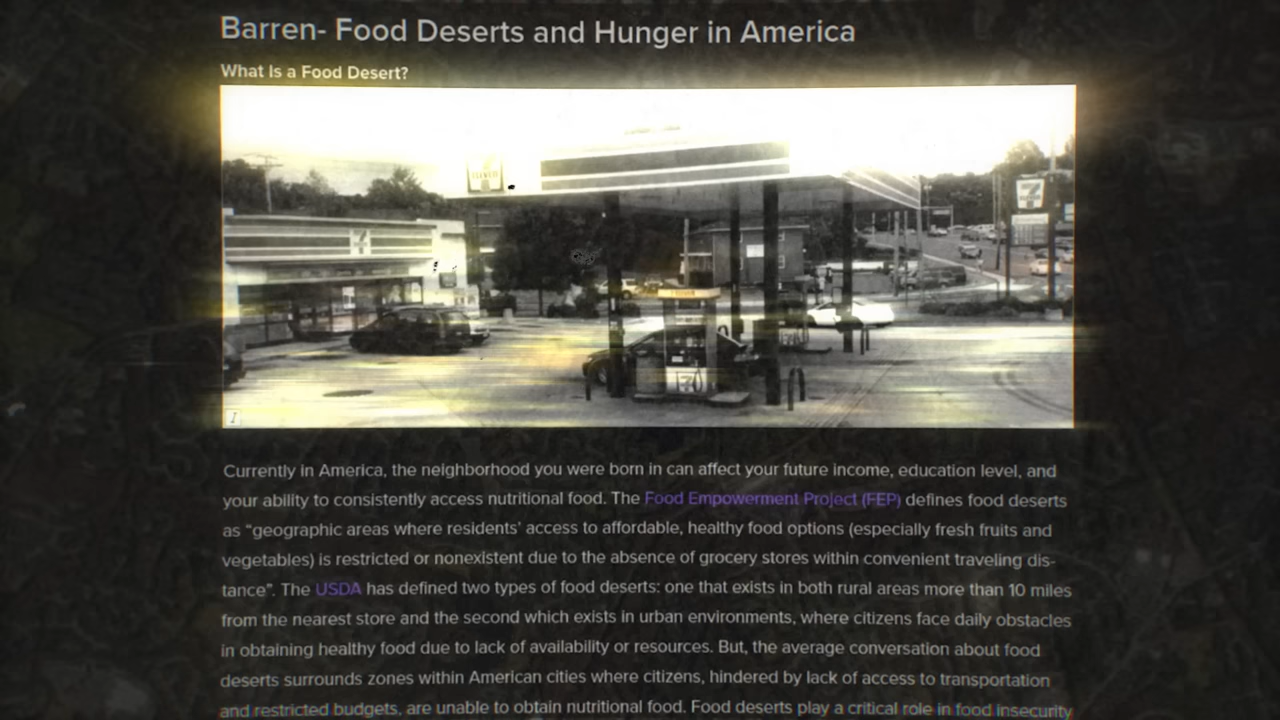 Barren- Food Deserts and Hunger in America
What Is a Food Desert?
ELEVEN
7
7
7
Currently in America, the neighborhood you were born in can affect your future income, education level, and
your ability to consistently access nutritional food. The Food Empowerment Project (FEP) defines food deserts
as “geographic areas where residents’ access to affordable, healthy food options (especially fresh fruits and
vegetables) is restricted or nonexistent due to the absence of grocery stores within convenient traveling dis-
tance”. The USDA has defined two types of food deserts: one that exists in both rural areas more than 10 miles
from the nearest store and the second which exists in urban environments, where citizens face daily obstacles
in obtaining healthy food due to lack of availability or resources. But, the average conversation about food
deserts surrounds zones within American cities where citizens, hindered by lack of access to transportation
and restricted budgets, are unable to obtain nutritional food. Food deserts play a critical role in food insecurity